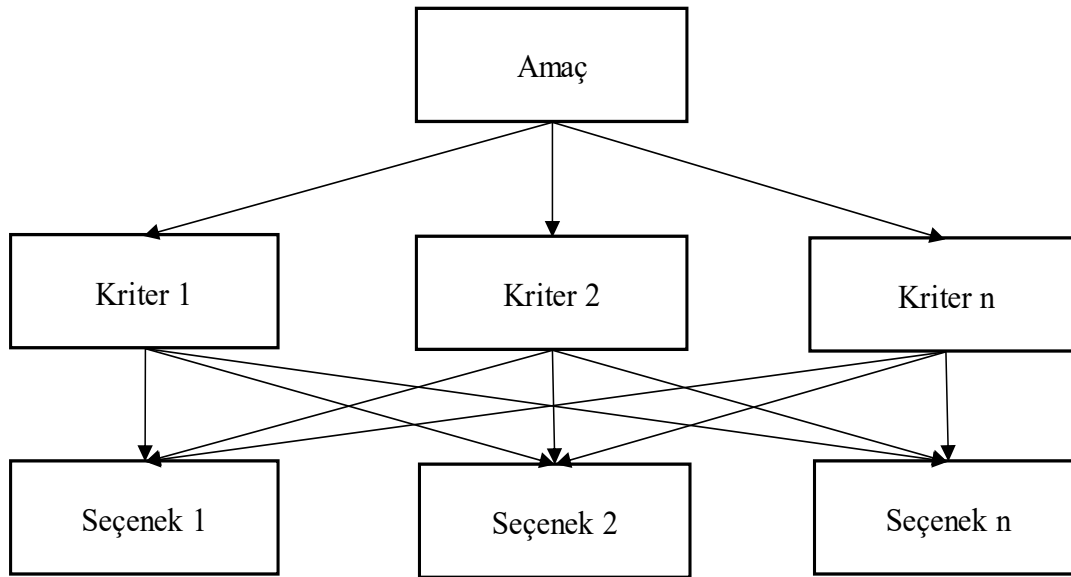 Amaç
Kriter 1
Kriter 2
Kriter n
Seçenek 1
Seçenek 2
Seçenek n